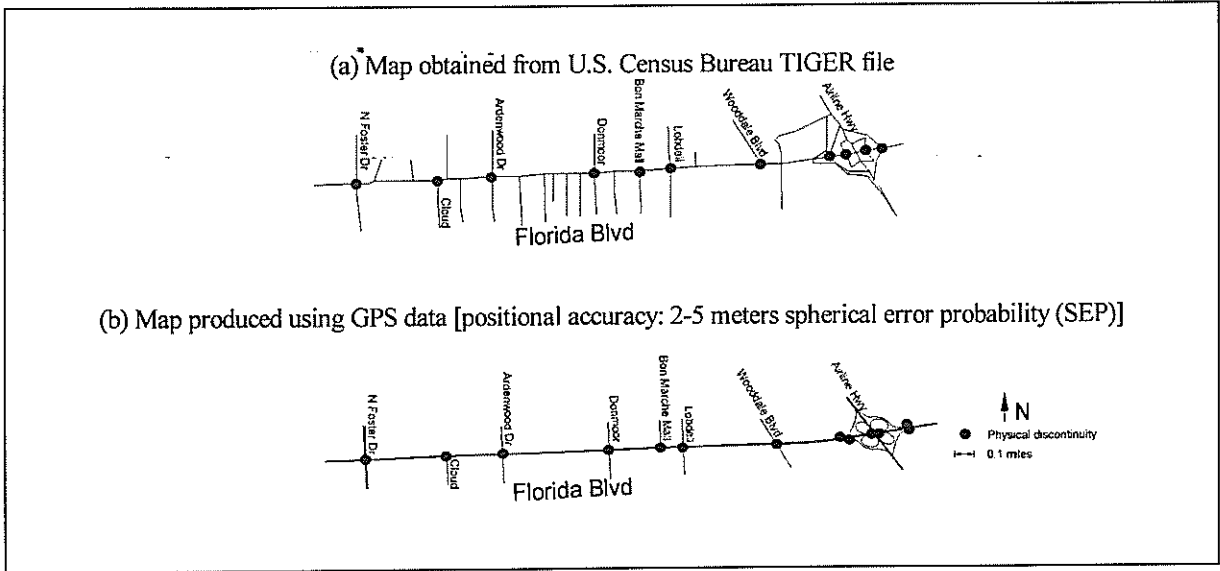 (a) Map obtained from U.S. Census Bureau TIGER file
N Foster Dr
Cloud
Ardenwood Dr
Donmoor
Bon Marche Mall
Lobdell
Wooddale Blvd
Airline Hwy
Florida Blvd
(b) Map produced using GPS data [positional accuracy: 2-5 meters spherical error probability (SEP)]
N Foster Dr
Cloud
Ardenwood Dr
Donmoor
Bon Marche Mall
Lobdell
Wooddale Blvd
Airline Hwy
Florida Blvd
N
Physical discontinuity
0.1 miles